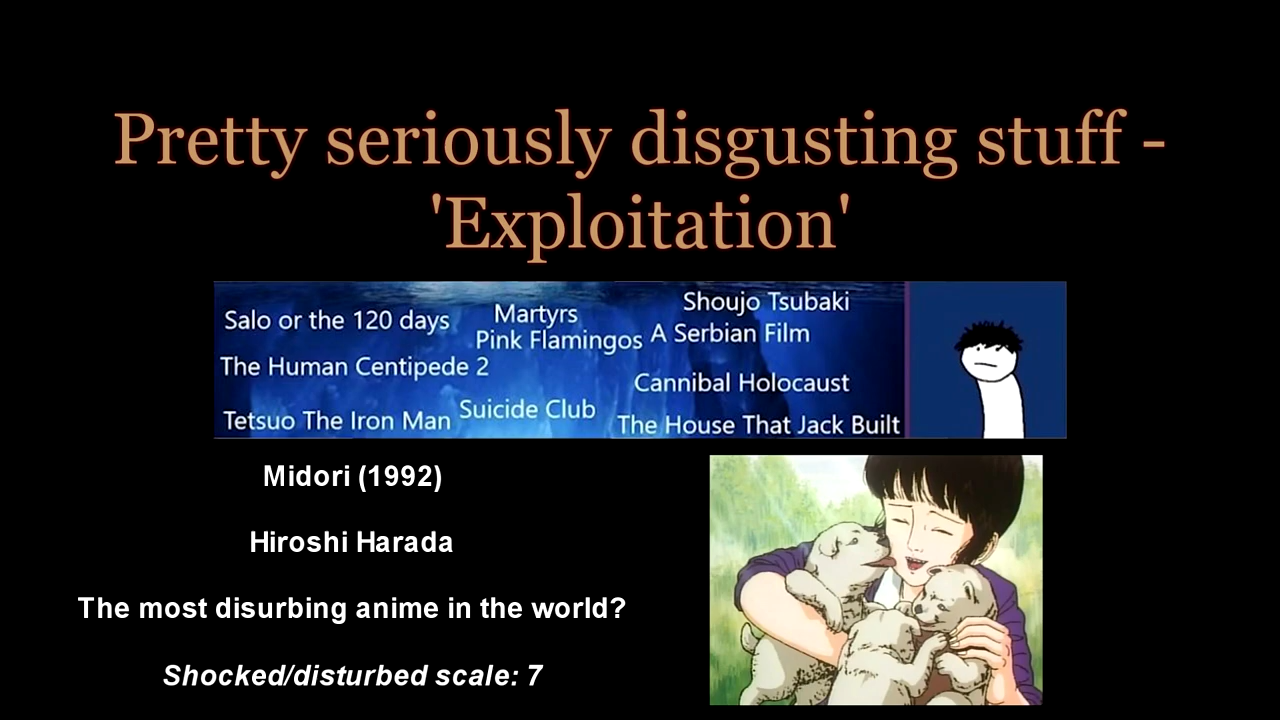 Pretty seriously disgusting stuff -
'Exploitation'
Salo or the 120 days
Martyrs
Shoujo Tsubaki
Pink Flamingos
A Serbian Film
The Human Centipede 2
Cannibal Holocaust
Tetsuo The Iron Man
Suicide Club
The House That Jack Built
Midori (1992)
Hiroshi Harada
The most disurbing anime in the world?
Shocked/disturbed scale: 7